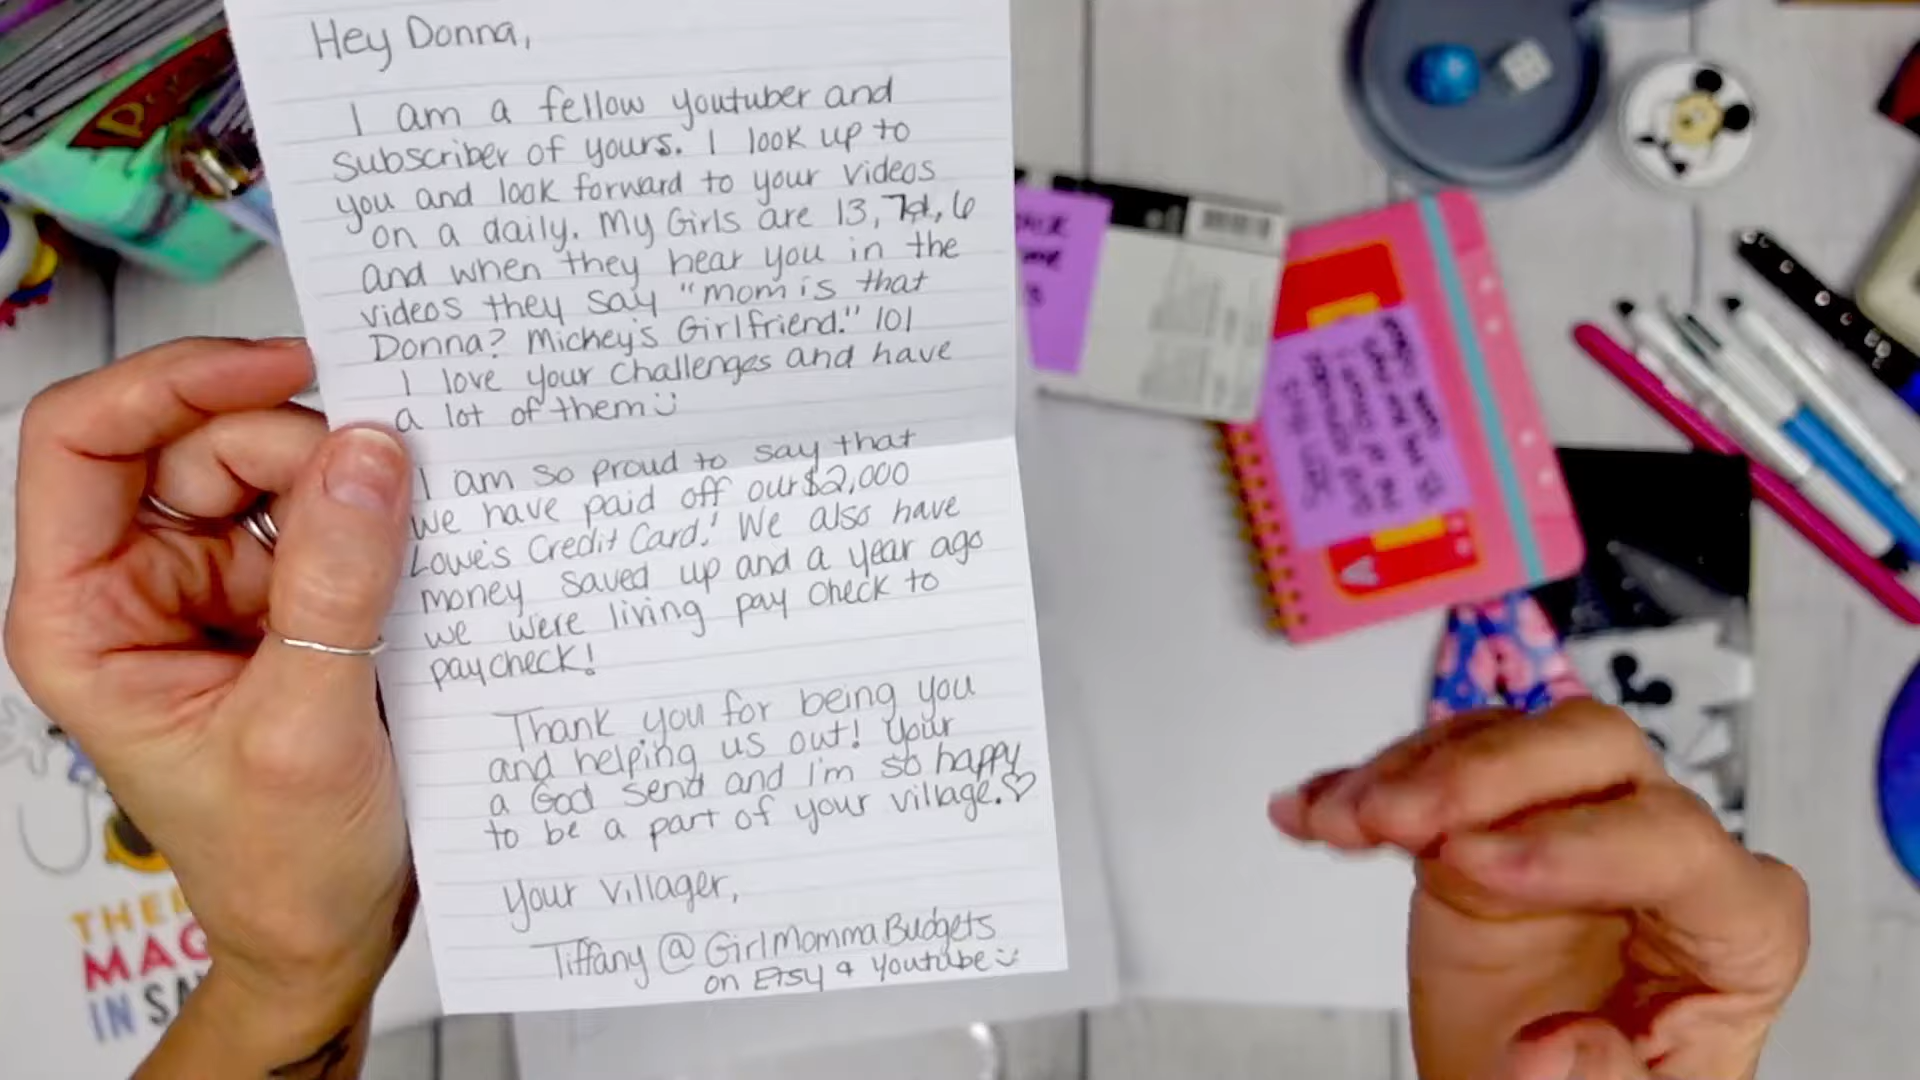 Hey Donna,
I am a fellow youtuber and
subscriber of yours. I look up to
you and look forward to your videos
on a daily. My Girls are 13, 7, 6
and when they hear you in the
videos they say "mom is that
Donna? Mickey's Girlfriend." lol
I love your challenges and have
a lot of them
I am so proud to say that
we have paid off our $2,000
Lowe's Credit Card! We also have
money saved up and a year ago
we were living pay check to
paycheck!
Thank you for being you
and helping us out! Your
a God send and I'm so happy
to be a part of your village.♡
Your Villager,
Tiffany @ GirlMommaBudgets
on Etsy & Youtube
MAG
IN